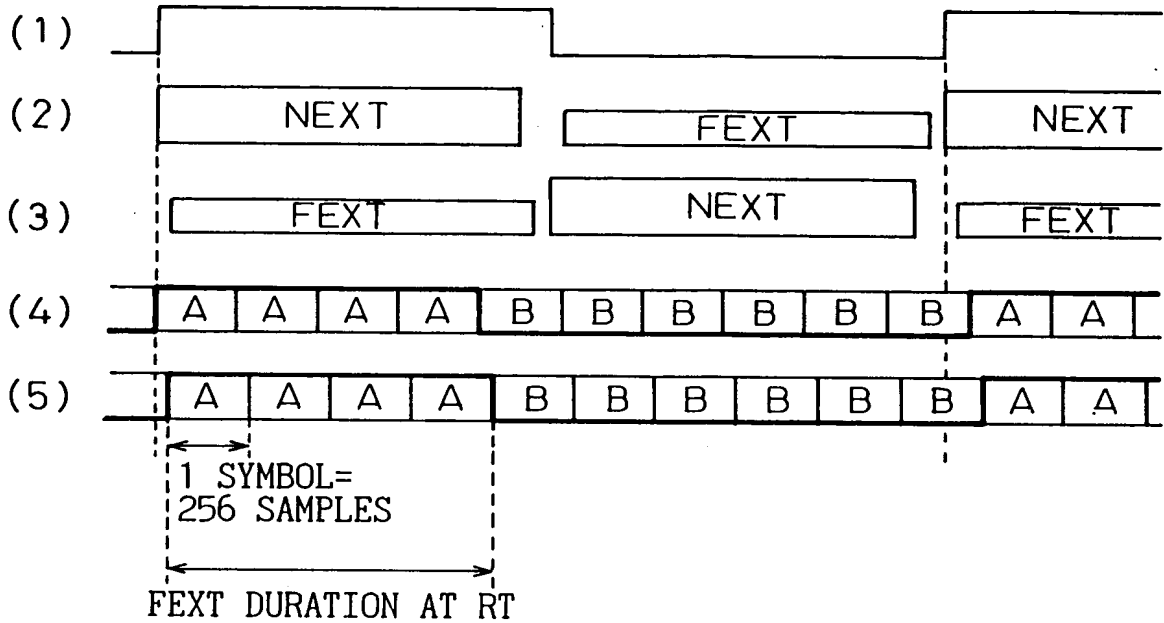 (1)
(2) NEXT FEXT NEXT
(3) FEXT NEXT FEXT
(4) A A A A B B B B B B A A
(5) A A A A B B B B B B A A
1 SYMBOL=
256 SAMPLES
FEXT DURATION AT RT